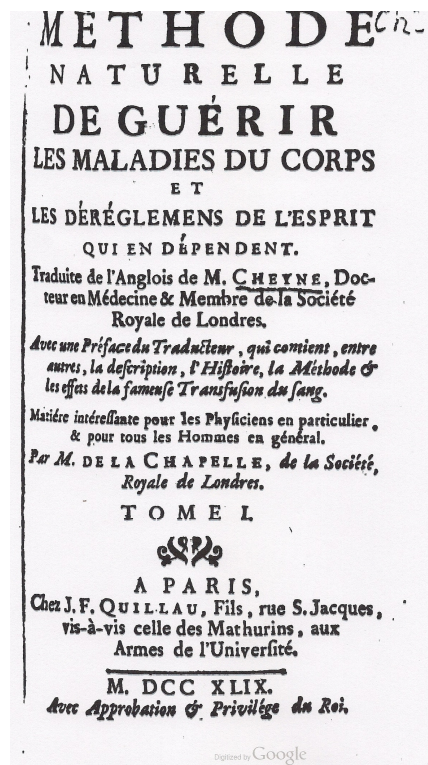 MÉTHODE Ch-
NATURELLE
DE GUÉRIR
LES MALADIES DU CORPS
ET
LES DÉRÉGLEMENS DE L'ESPRIT
QUI EN DÉPENDENT.
Traduite de l'Anglois de M. CHEYNE, Doc-
teur en Médecine & Membre de la Société
Royale de Londres.
Avec une Préface du Traducteur, qui contient, entre
autres, la deſcription, l'Hiſtoire, la Méthode &
les effets de la fameuſe Transfuſion du ſang.
Matiére intéreſſante pour les Phyſiciens en particulier,
& pour tous les Hommes en général.
Par M. DE LA CHAPELLE, de la Société,
Royale de Londres.
TOME I.
A PARIS,
Chez J. F. QUILLAU, Fils, rue S. Jacques,
vis-à-vis celle des Mathurins, aux
Armes de l'Univerſité.
M. DCC XLIX.
Avec Approbation & Privilége du Roi.
Digitized by Google